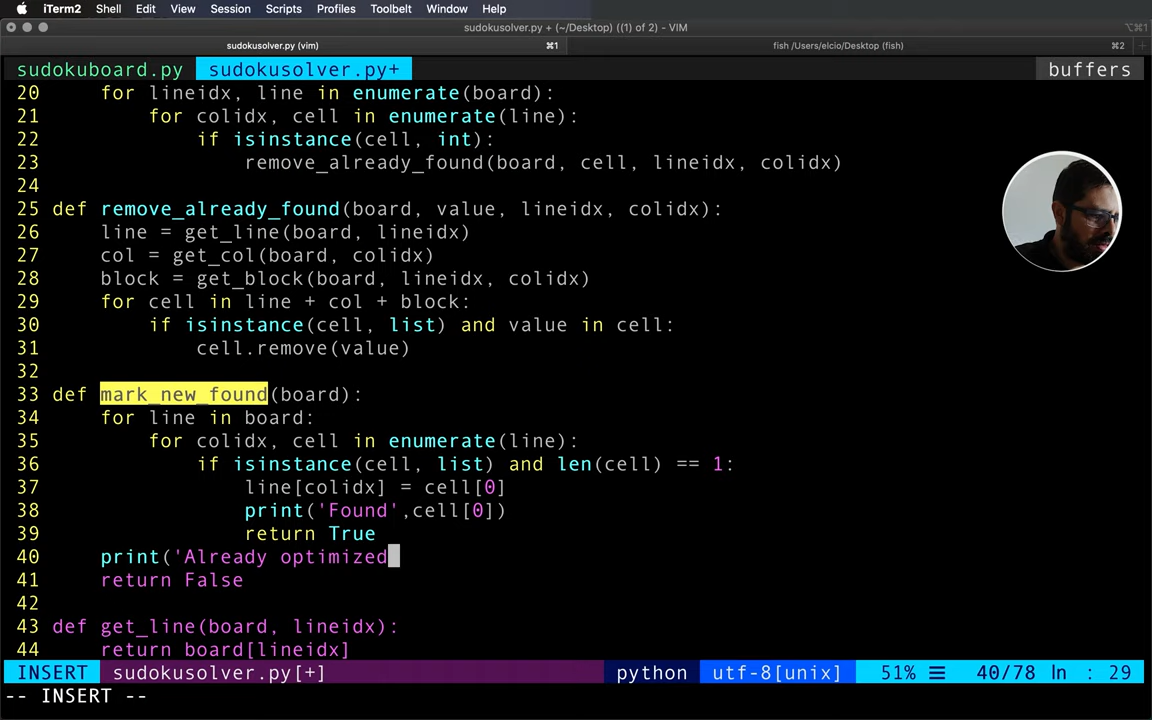 iTerm2 Shell Edit View Session Scripts Profiles Toolbelt Window Help
sudokusolver.py + (~/Desktop) ((1) of 2) - VIM
⌥⌘1
sudokusolver.py (vim) ⌘1 fish /Users/elcio/Desktop (fish) ⌘2 +
sudokuboard.py sudokusolver.py+ buffers
20 for lineidx, line in enumerate(board):
21 for colidx, cell in enumerate(line):
22 if isinstance(cell, int):
23 remove_already_found(board, cell, lineidx, colidx)
24
25 def remove_already_found(board, value, lineidx, colidx):
26 line = get_line(board, lineidx)
27 col = get_col(board, colidx)
28 block = get_block(board, lineidx, colidx)
29 for cell in line + col + block:
30 if isinstance(cell, list) and value in cell:
31 cell.remove(value)
32
33 def mark_new_found(board):
34 for line in board:
35 for colidx, cell in enumerate(line):
36 if isinstance(cell, list) and len(cell) == 1:
37 line[colidx] = cell[0]
38 print('Found',cell[0])
39 return True
40 print('Already optimized
41 return False
42
43 def get_line(board, lineidx):
44 return board[lineidx]
INSERT sudokusolver.py[+] python utf-8[unix] 51% ☰ 40/78 ln : 29
-- INSERT --